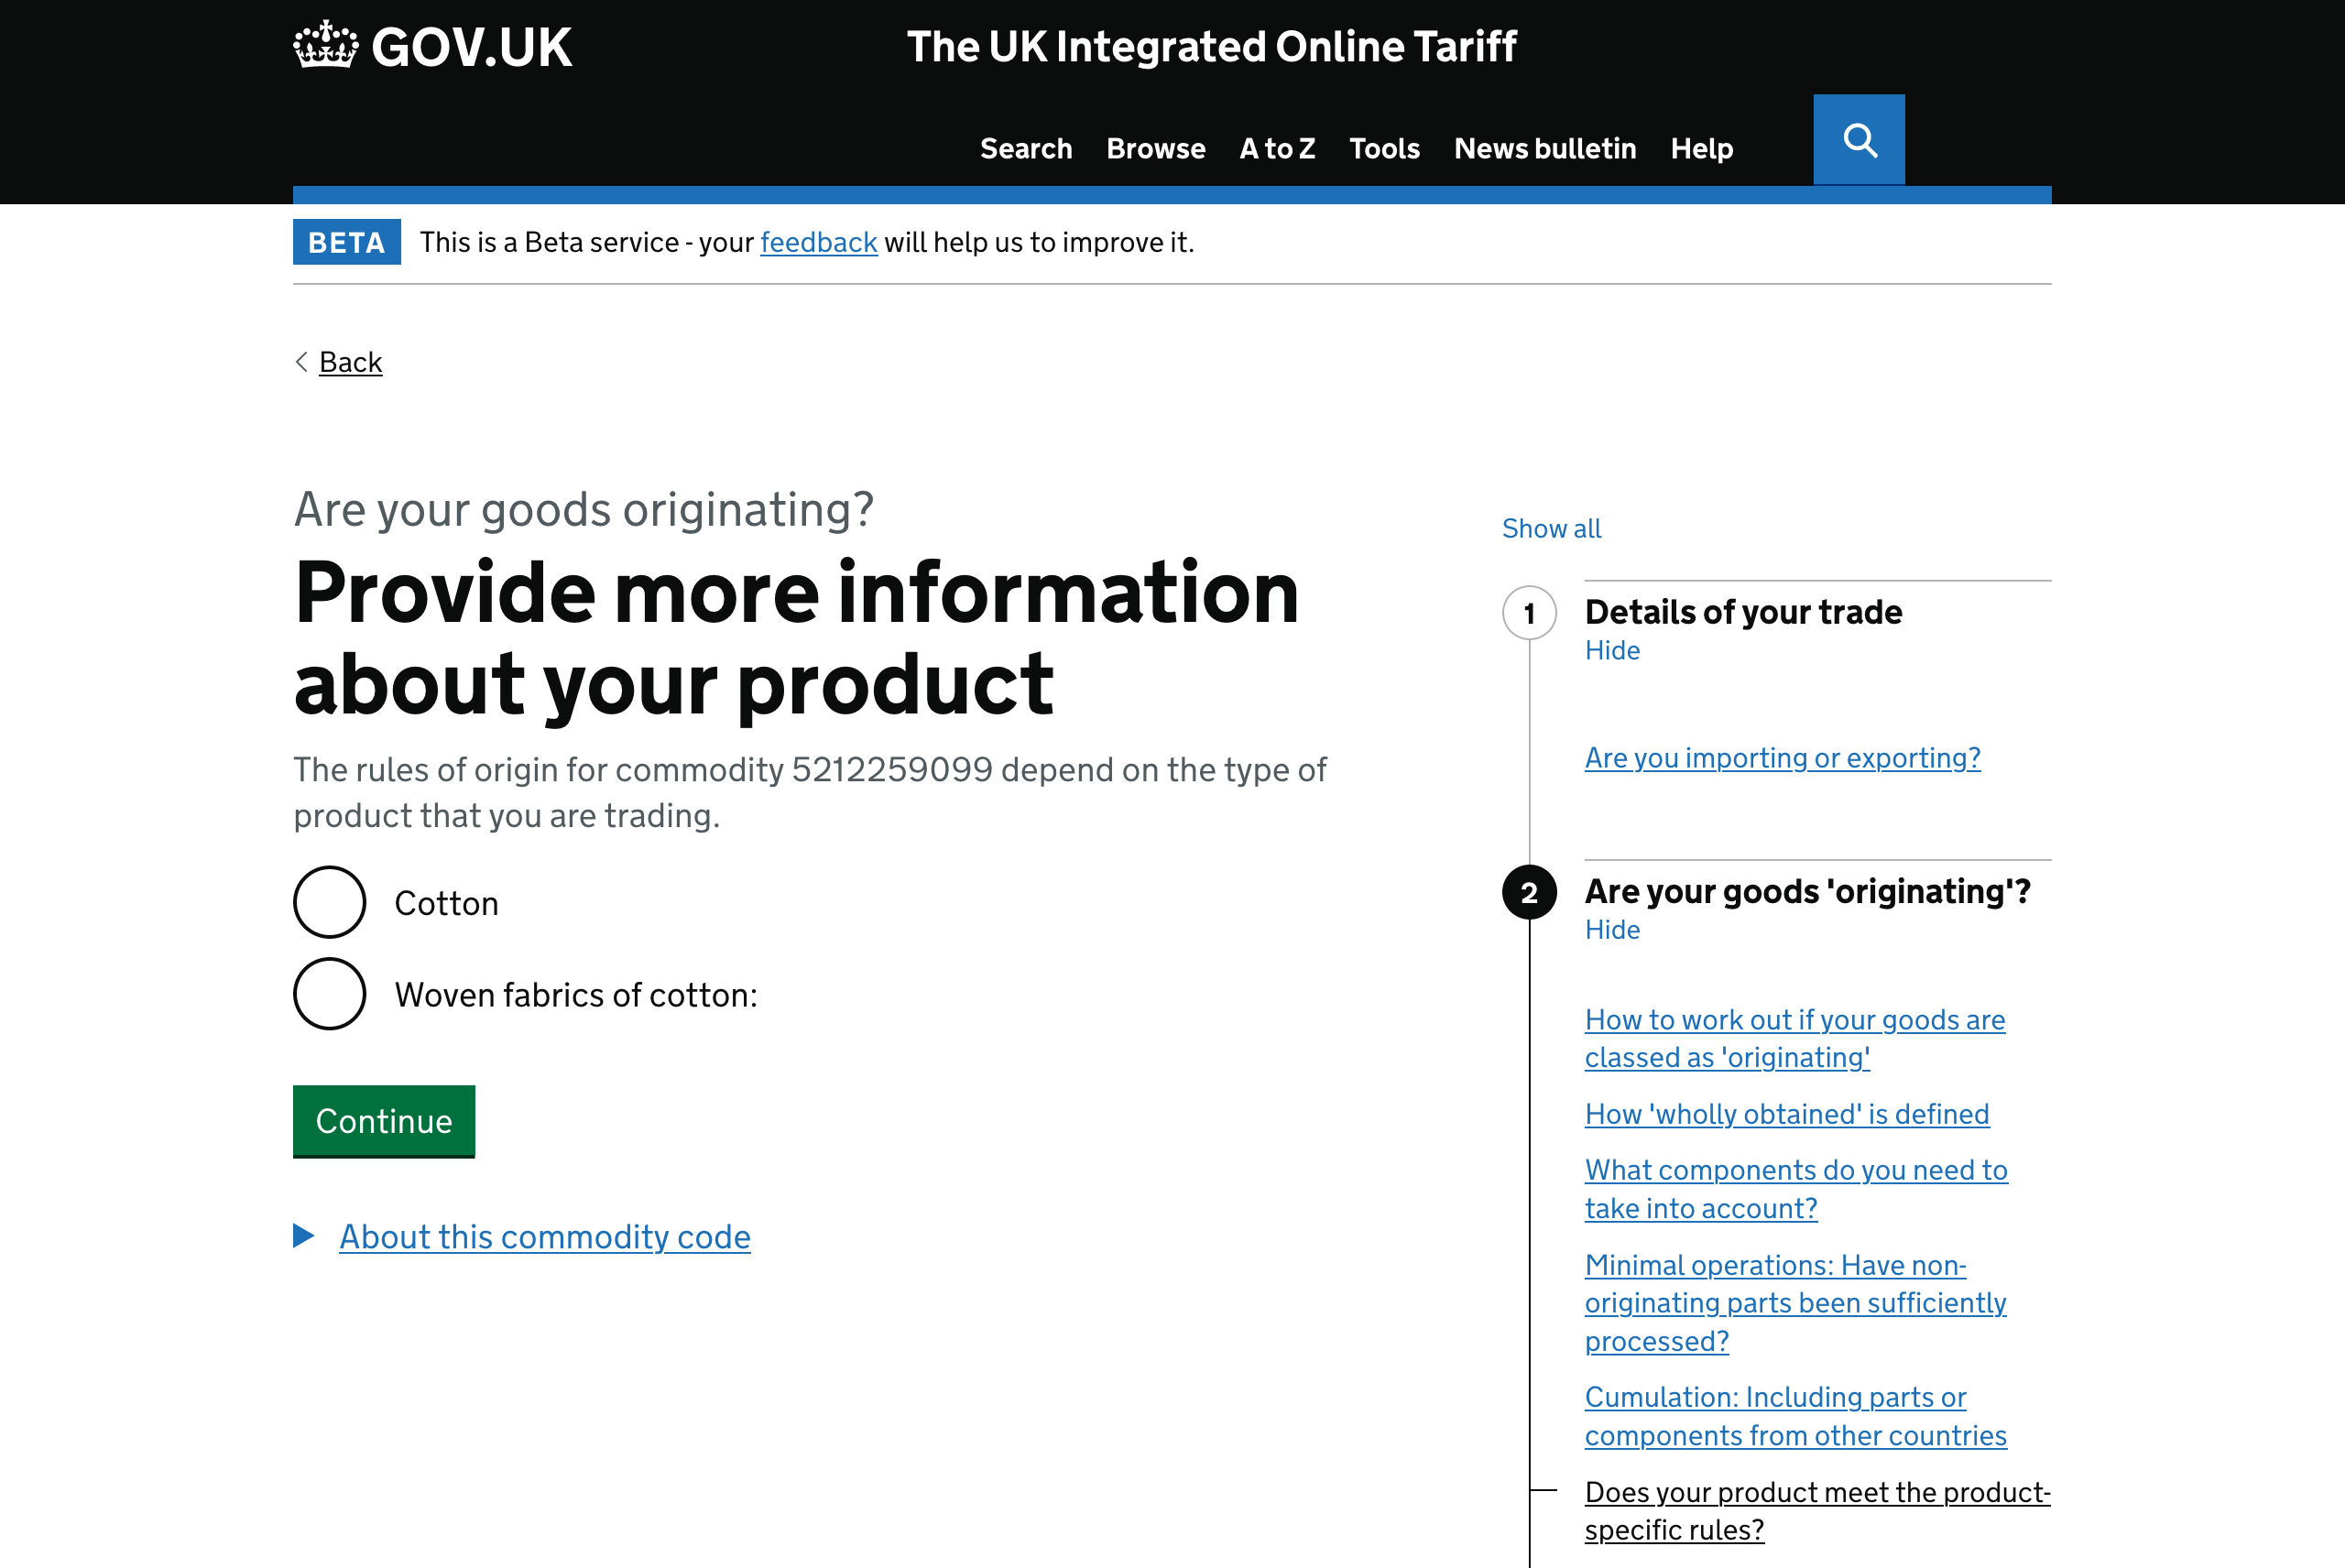 GOV.UK
The UK Integrated Online Tariff
Search Browse A to Z Tools News bulletin Help
BETA This is a Beta service - your feedback will help us to improve it.
Back
Are your goods originating?
Provide more information
about your product
The rules of origin for commodity 5212259099 depend on the type of
product that you are trading.
Cotton
Woven fabrics of cotton:
Continue
About this commodity code
Show all
1 Details of your trade
Hide
Are you importing or exporting?
2 Are your goods 'originating'?
Hide
How to work out if your goods are
classed as 'originating'
How 'wholly obtained' is defined
What components do you need to
take into account?
Minimal operations: Have non-
originating parts been sufficiently
processed?
Cumulation: Including parts or
components from other countries
Does your product meet the product-
specific rules?